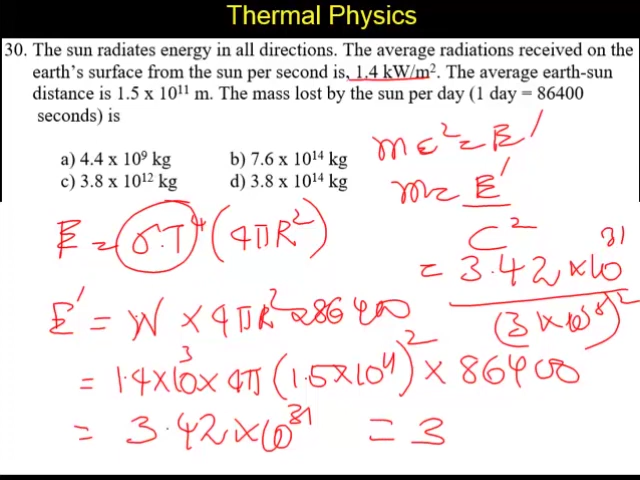 Thermal Physics
30. The sun radiates energy in all directions. The average radiations received on the
earth's surface from the sun per second is, 1.4 kW/m². The average earth-sun
distance is 1.5 x 10¹¹ m. The mass lost by the sun per day (1 day = 86400
seconds) is
a) 4.4 x 10⁹ kg b) 7.6 x 10¹⁴ kg
c) 3.8 x 10¹² kg d) 3.8 x 10¹⁴ kg
mc² = E′
m = E′ / C²
= 3.42 × 10³¹ / (3 × 10⁸)²
E = σ.T⁴ (4πR²)
E′ = W × 4πR² × 86400
= 1.4 × 10³ × 4π (1.5 × 10¹¹)² × 86400
= 3.42 × 10³¹ = 3